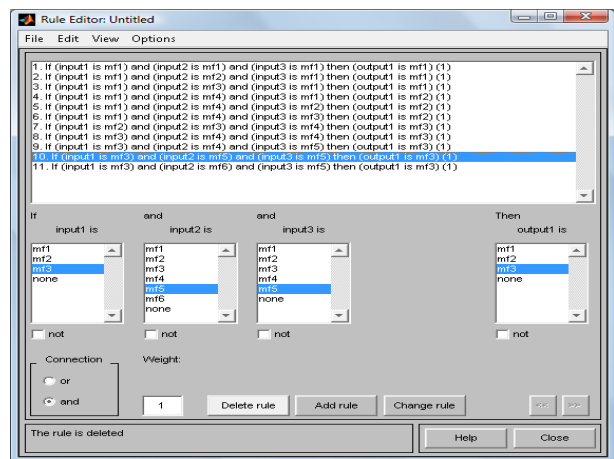 Rule Editor: Untitled
File Edit View Options
1. If (input1 is mf1) and (input2 is mf1) and (input3 is mf1) then (output1 is mf1) (1)
2. If (input1 is mf1) and (input2 is mf2) and (input3 is mf1) then (output1 is mf1) (1)
3. If (input1 is mf1) and (input2 is mf3) and (input3 is mf1) then (output1 is mf1) (1)
4. If (input1 is mf1) and (input2 is mf4) and (input3 is mf1) then (output1 is mf2) (1)
5. If (input1 is mf1) and (input2 is mf4) and (input3 is mf2) then (output1 is mf2) (1)
6. If (input1 is mf1) and (input2 is mf4) and (input3 is mf3) then (output1 is mf2) (1)
7. If (input1 is mf2) and (input2 is mf3) and (input3 is mf4) then (output1 is mf3) (1)
8. If (input1 is mf3) and (input2 is mf3) and (input3 is mf4) then (output1 is mf3) (1)
9. If (input1 is mf3) and (input2 is mf5) and (input3 is mf4) then (output1 is mf3) (1)
10. If (input1 is mf3) and (input2 is mf5) and (input3 is mf5) then (output1 is mf3) (1)
11. If (input1 is mf3) and (input2 is mf6) and (input3 is mf5) then (output1 is mf3) (1)
If and and Then
input1 is input2 is input3 is output1 is
mf1 mf1 mf1 mf1
mf2 mf2 mf2 mf2
mf3 mf3 mf3 mf3
none mf4 mf4 none
mf5 mf5
mf6 none
none
not not not not
Connection Weight:
or
and 1 Delete rule Add rule Change rule << >>
The rule is deleted Help Close